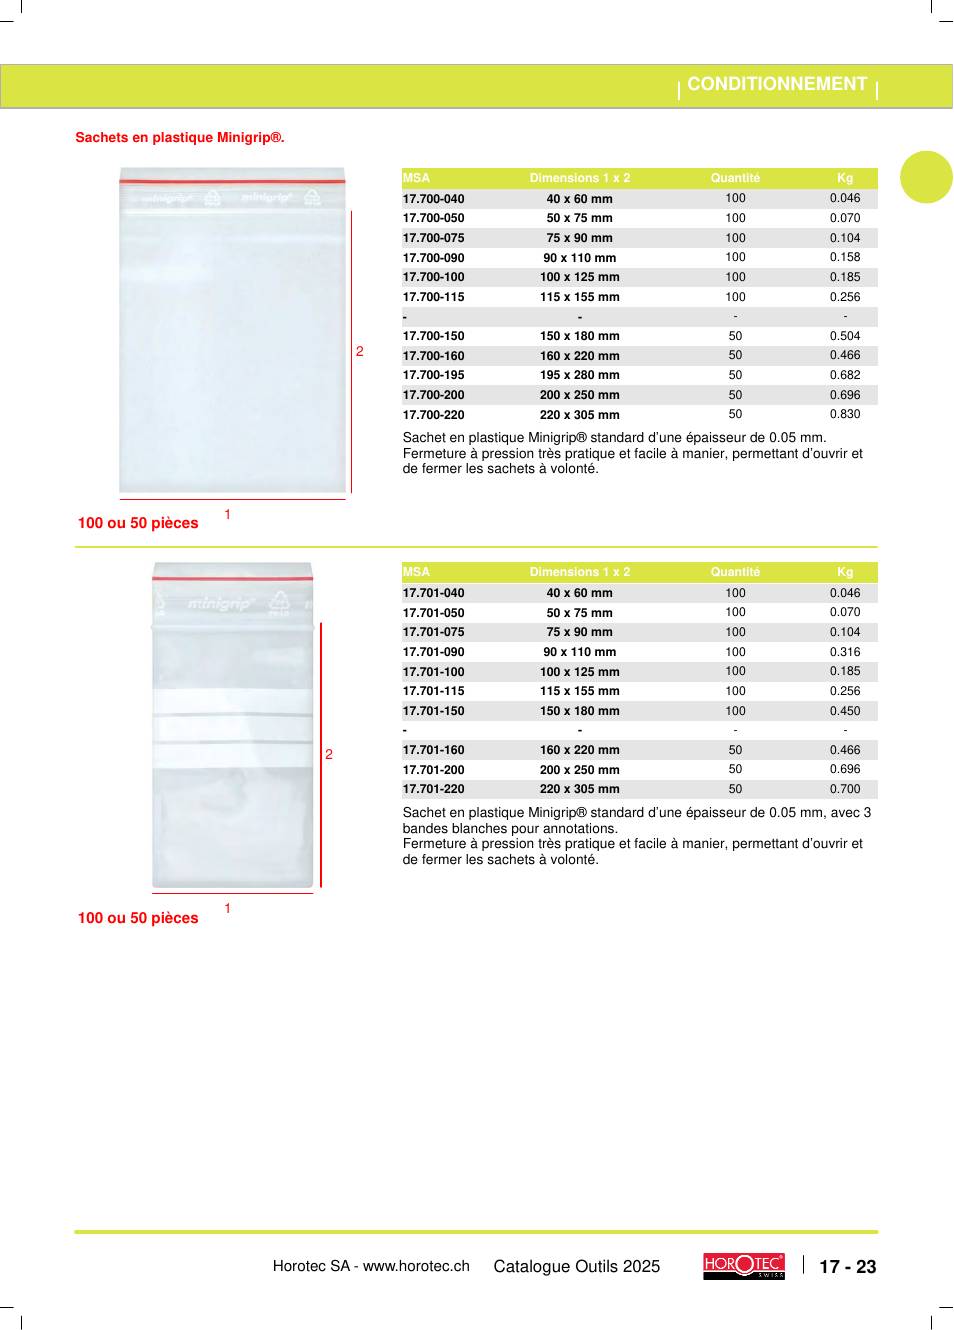 CONDITIONNEMENT
Sachets en plastique Minigrip®.
minigrip® minigrip®
2
1
100 ou 50 pièces
MSA Dimensions 1 x 2 Quantité Kg
17.700-040 40 x 60 mm 100 0.046
17.700-050 50 x 75 mm 100 0.070
17.700-075 75 x 90 mm 100 0.104
17.700-090 90 x 110 mm 100 0.158
17.700-100 100 x 125 mm 100 0.185
17.700-115 115 x 155 mm 100 0.256
- - - -
17.700-150 150 x 180 mm 50 0.504
17.700-160 160 x 220 mm 50 0.466
17.700-195 195 x 280 mm 50 0.682
17.700-200 200 x 250 mm 50 0.696
17.700-220 220 x 305 mm 50 0.830
Sachet en plastique Minigrip® standard d'une épaisseur de 0.05 mm.
Fermeture à pression très pratique et facile à manier, permettant d'ouvrir et
de fermer les sachets à volonté.
minigrip®
2
1
100 ou 50 pièces
MSA Dimensions 1 x 2 Quantité Kg
17.701-040 40 x 60 mm 100 0.046
17.701-050 50 x 75 mm 100 0.070
17.701-075 75 x 90 mm 100 0.104
17.701-090 90 x 110 mm 100 0.316
17.701-100 100 x 125 mm 100 0.185
17.701-115 115 x 155 mm 100 0.256
17.701-150 150 x 180 mm 100 0.450
- - - -
17.701-160 160 x 220 mm 50 0.466
17.701-200 200 x 250 mm 50 0.696
17.701-220 220 x 305 mm 50 0.700
Sachet en plastique Minigrip® standard d'une épaisseur de 0.05 mm, avec 3
bandes blanches pour annotations.
Fermeture à pression très pratique et facile à manier, permettant d'ouvrir et
de fermer les sachets à volonté.
Horotec SA - www.horotec.ch Catalogue Outils 2025 HOROTEC® SWISS 17 - 23